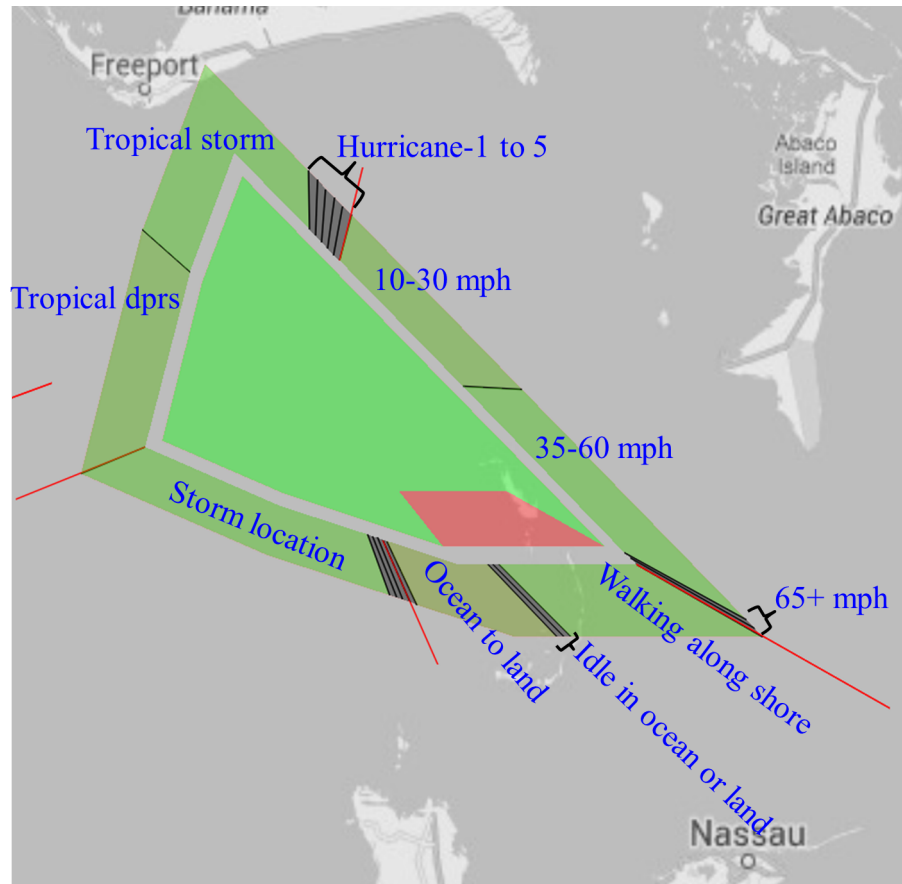 Bahama
Freeport
Tropical storm
Hurricane-1 to 5
Abaco
Island
Great Abaco
10-30 mph
Tropical dprs
35-60 mph
Storm location
Ocean to land
Walking along shore
65+ mph
Idle in ocean or land
Nassau